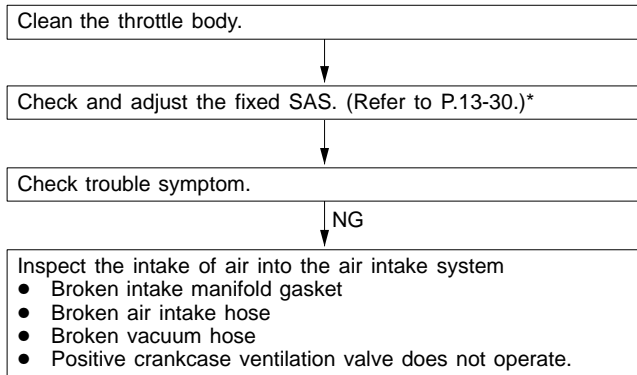 Clean the throttle body.
Check and adjust the fixed SAS. (Refer to P.13-30.)*
Check trouble symptom.
NG
Inspect the intake of air into the air intake system
● Broken intake manifold gasket
● Broken air intake hose
● Broken vacuum hose
● Positive crankcase ventilation valve does not operate.